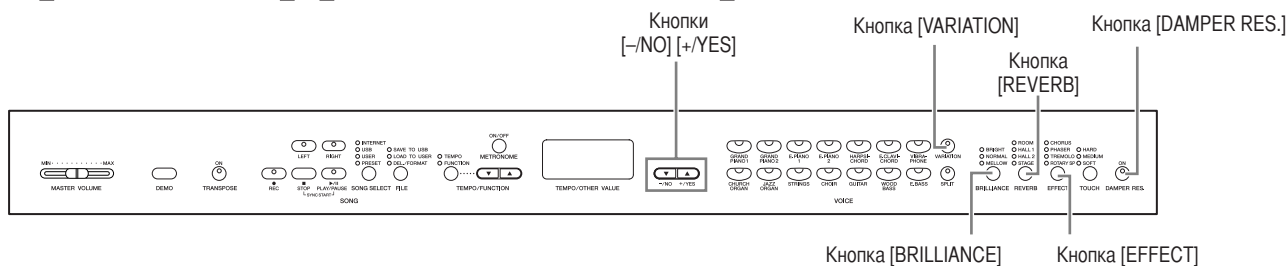 Кнопки
[–/NO] [+/YES]
Кнопка [VARIATION]
Кнопка [DAMPER RES.]
Кнопка
[REVERB]
MIN MAX
MASTER VOLUME
DEMO
ON
TRANSPOSE
LEFT
RIGHT
REC
STOP
PLAY/PAUSE
SYNC START
SONG
INTERNET
USB
USER
PRESET
SONG SELECT
SAVE TO USB
LOAD TO USER
DEL./FORMAT
FILE
TEMPO
FUNCTION
ON/OFF
METRONOME
TEMPO/FUNCTION
TEMPO/OTHER VALUE
–/NO +/YES
GRAND PIANO 1
GRAND PIANO 2
E.PIANO 1
E.PIANO 2
HARPSI- CHORD
E.CLAVI- CHORD
VIBRA- PHONE
VARIATION
CHURCH ORGAN
JAZZ ORGAN
STRINGS
CHOIR
GUITAR
WOOD BASS
E.BASS
SPLIT
VOICE
BRIGHT
NORMAL
MELLOW
BRILLIANCE
ROOM
HALL 1
HALL 2
STAGE
REVERB
CHORUS
PHASER
TREMOLO
ROTARY SP
EFFECT
HARD
MEDIUM
SOFT
TOUCH
ON
DAMPER RES.
Кнопка [BRILLIANCE]
Кнопка [EFFECT]